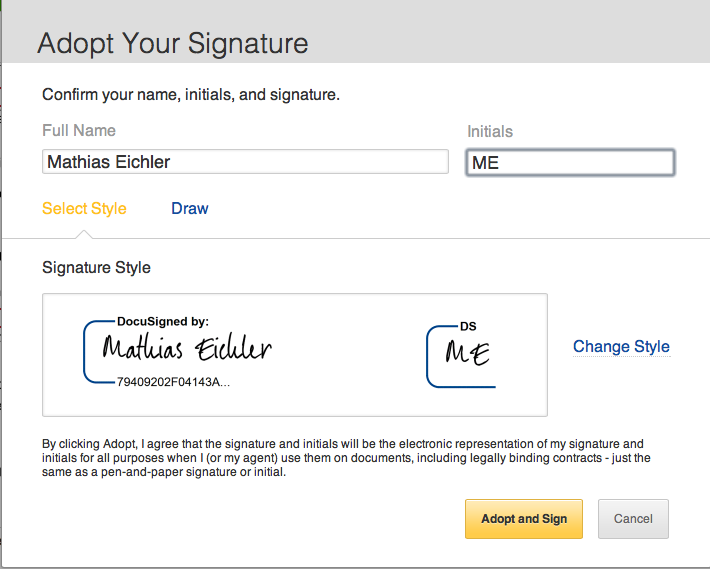 Adopt Your Signature
Confirm your name, initials, and signature.
Full Name
Initials
Mathias Eichler
ME
Select Style
Draw
Signature Style
DocuSigned by:
Mathias Eichler
79409202F04143A...
DS
ME
Change Style
By clicking Adopt, I agree that the signature and initials will be the electronic representation of my signature and
initials for all purposes when I (or my agent) use them on documents, including legally binding contracts - just the
same as a pen-and-paper signature or initial.
Adopt and Sign
Cancel